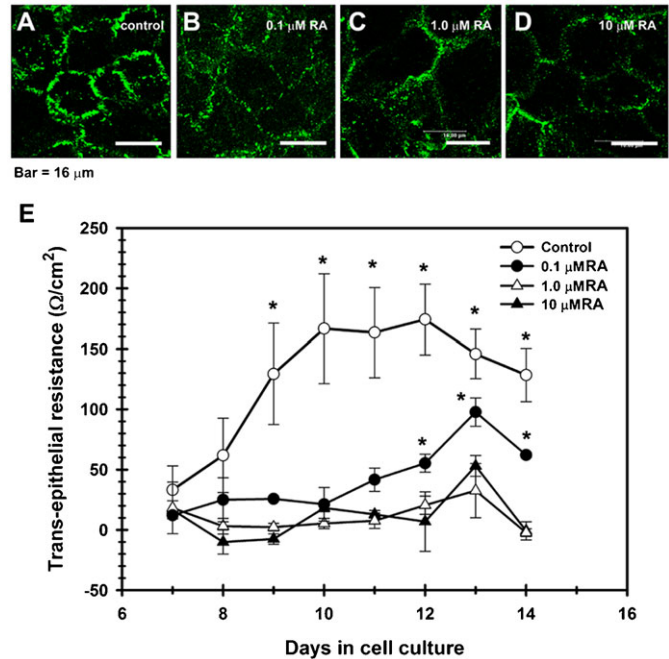 A
control
B
0.1 μM RA
C
1.0 μM RA
D
10 μM RA
Bar = 16 μm
E
Trans-epithelial resistance (Ω/cm²)
250
200
150
100
50
0
-50
* * * * * *
* * *
Control
0.1 μMRA
1.0 μMRA
10 μMRA
6 8 10 12 14 16
Days in cell culture